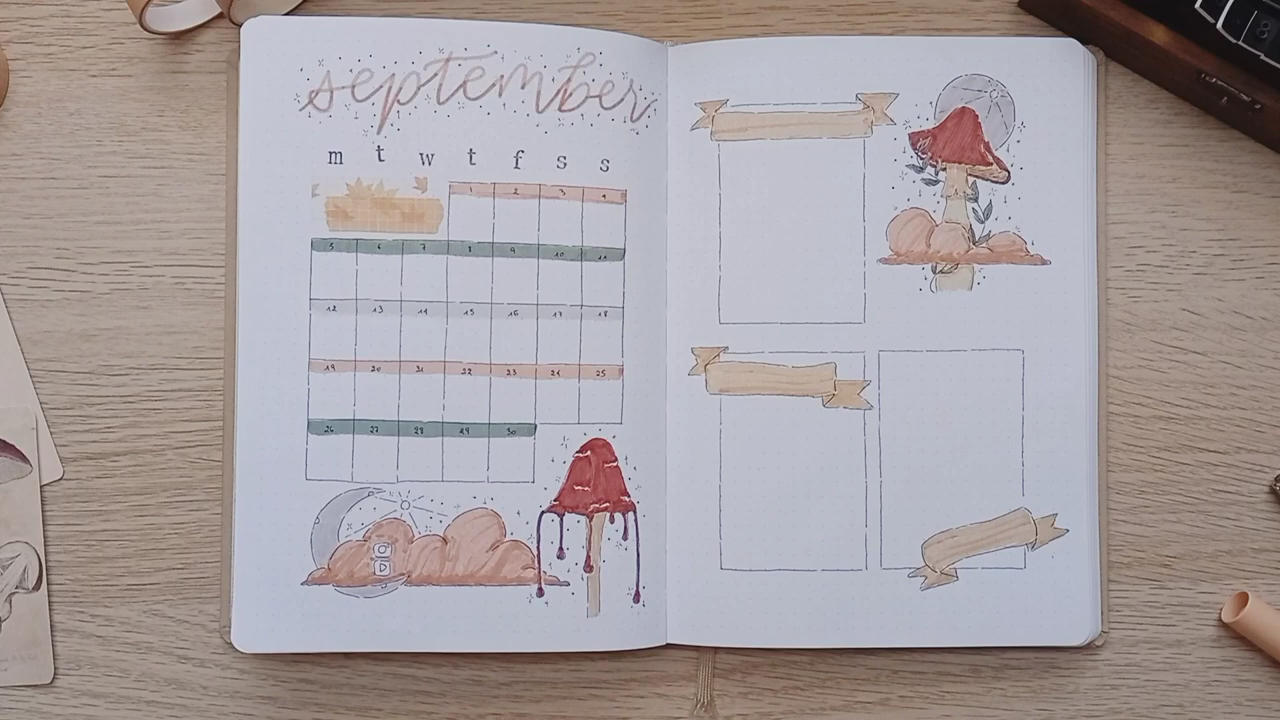 september
m t w t f s s
1 2 3 4
5 6 7 8 9 10 11
12 13 14 15 16 17 18
19 20 21 22 23 24 25
26 27 28 29 30